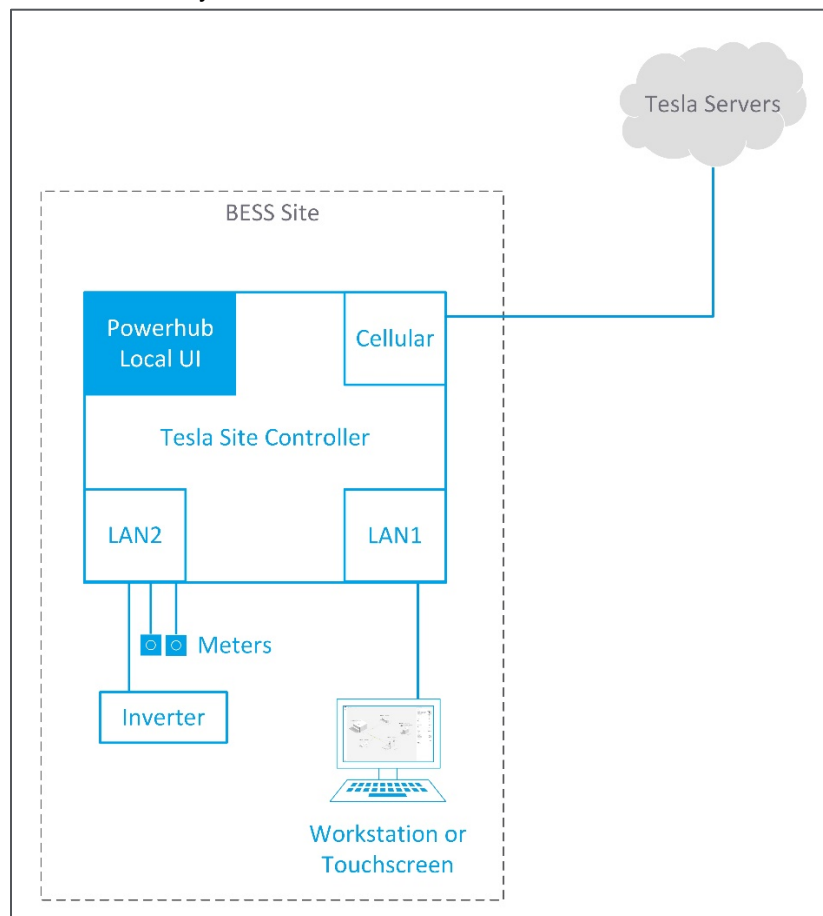 Tesla Servers
BESS Site
Powerhub
Local UI
Cellular
Tesla Site Controller
LAN2
LAN1
Meters
Inverter
Workstation or
Touchscreen